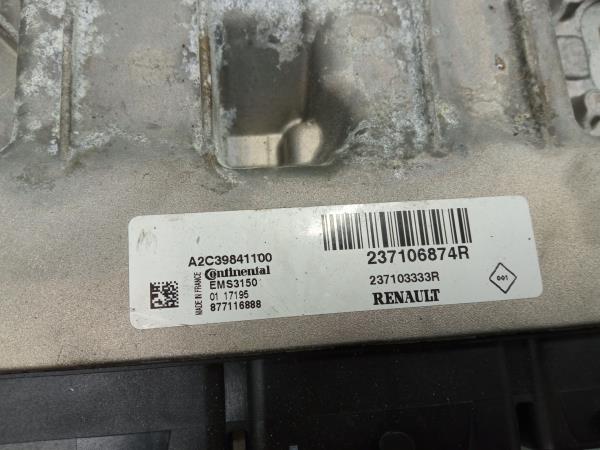 A2C39841100
Continental
EMS3150
01 17195
877116888
MADE IN FRANCE
237106874R
237103333R
RENAULT
001